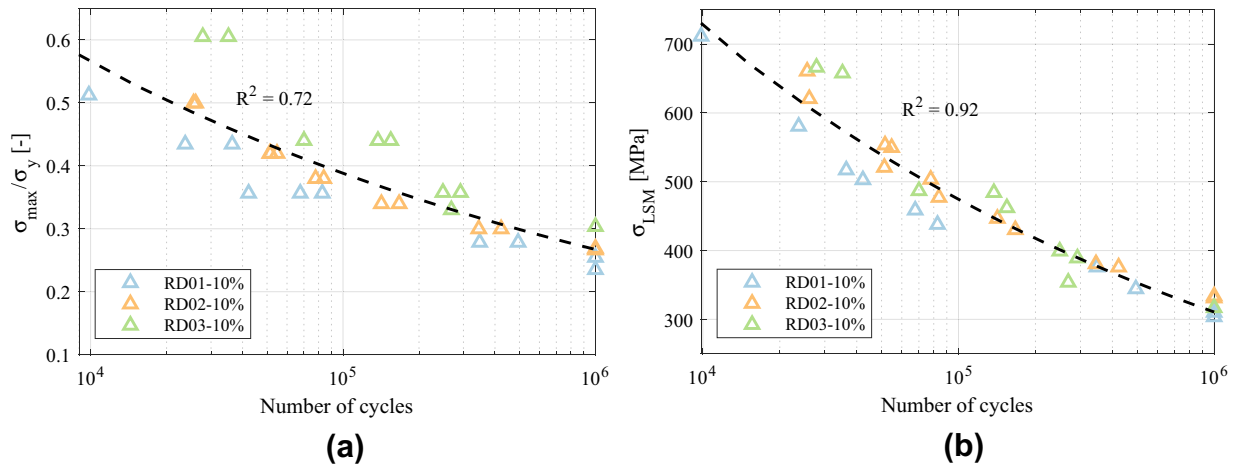 0.6
0.5
0.4
0.3
0.2
0.1
σmax/σy [-]
R² = 0.72
RD01-10%
RD02-10%
RD03-10%
10⁴
10⁵
10⁶
Number of cycles
(a)
700
600
500
400
300
σLSM [MPa]
R² = 0.92
RD01-10%
RD02-10%
RD03-10%
10⁴
10⁵
10⁶
Number of cycles
(b)